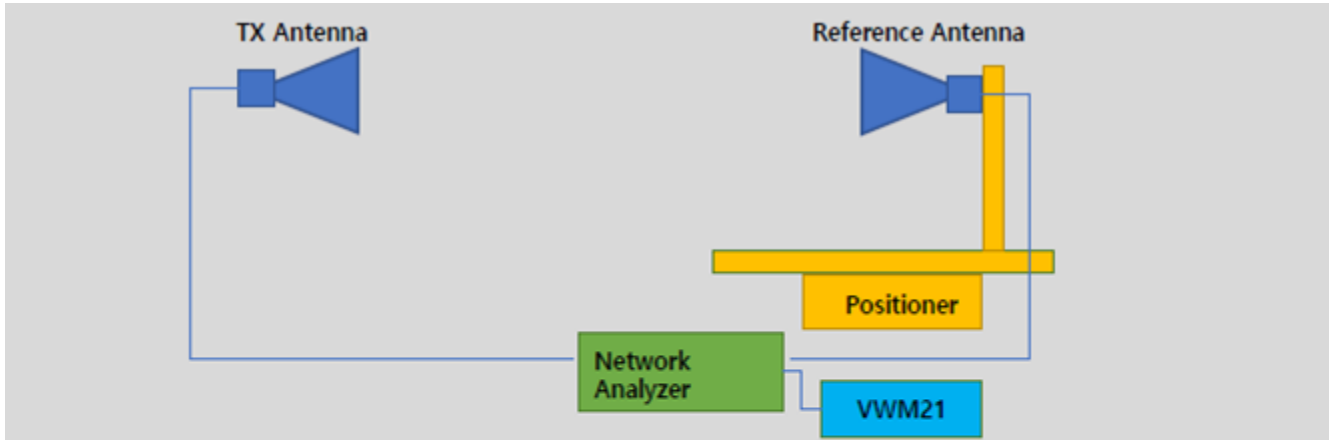 TX Antenna
Reference Antenna
Positioner
Network
Analyzer
VWM21